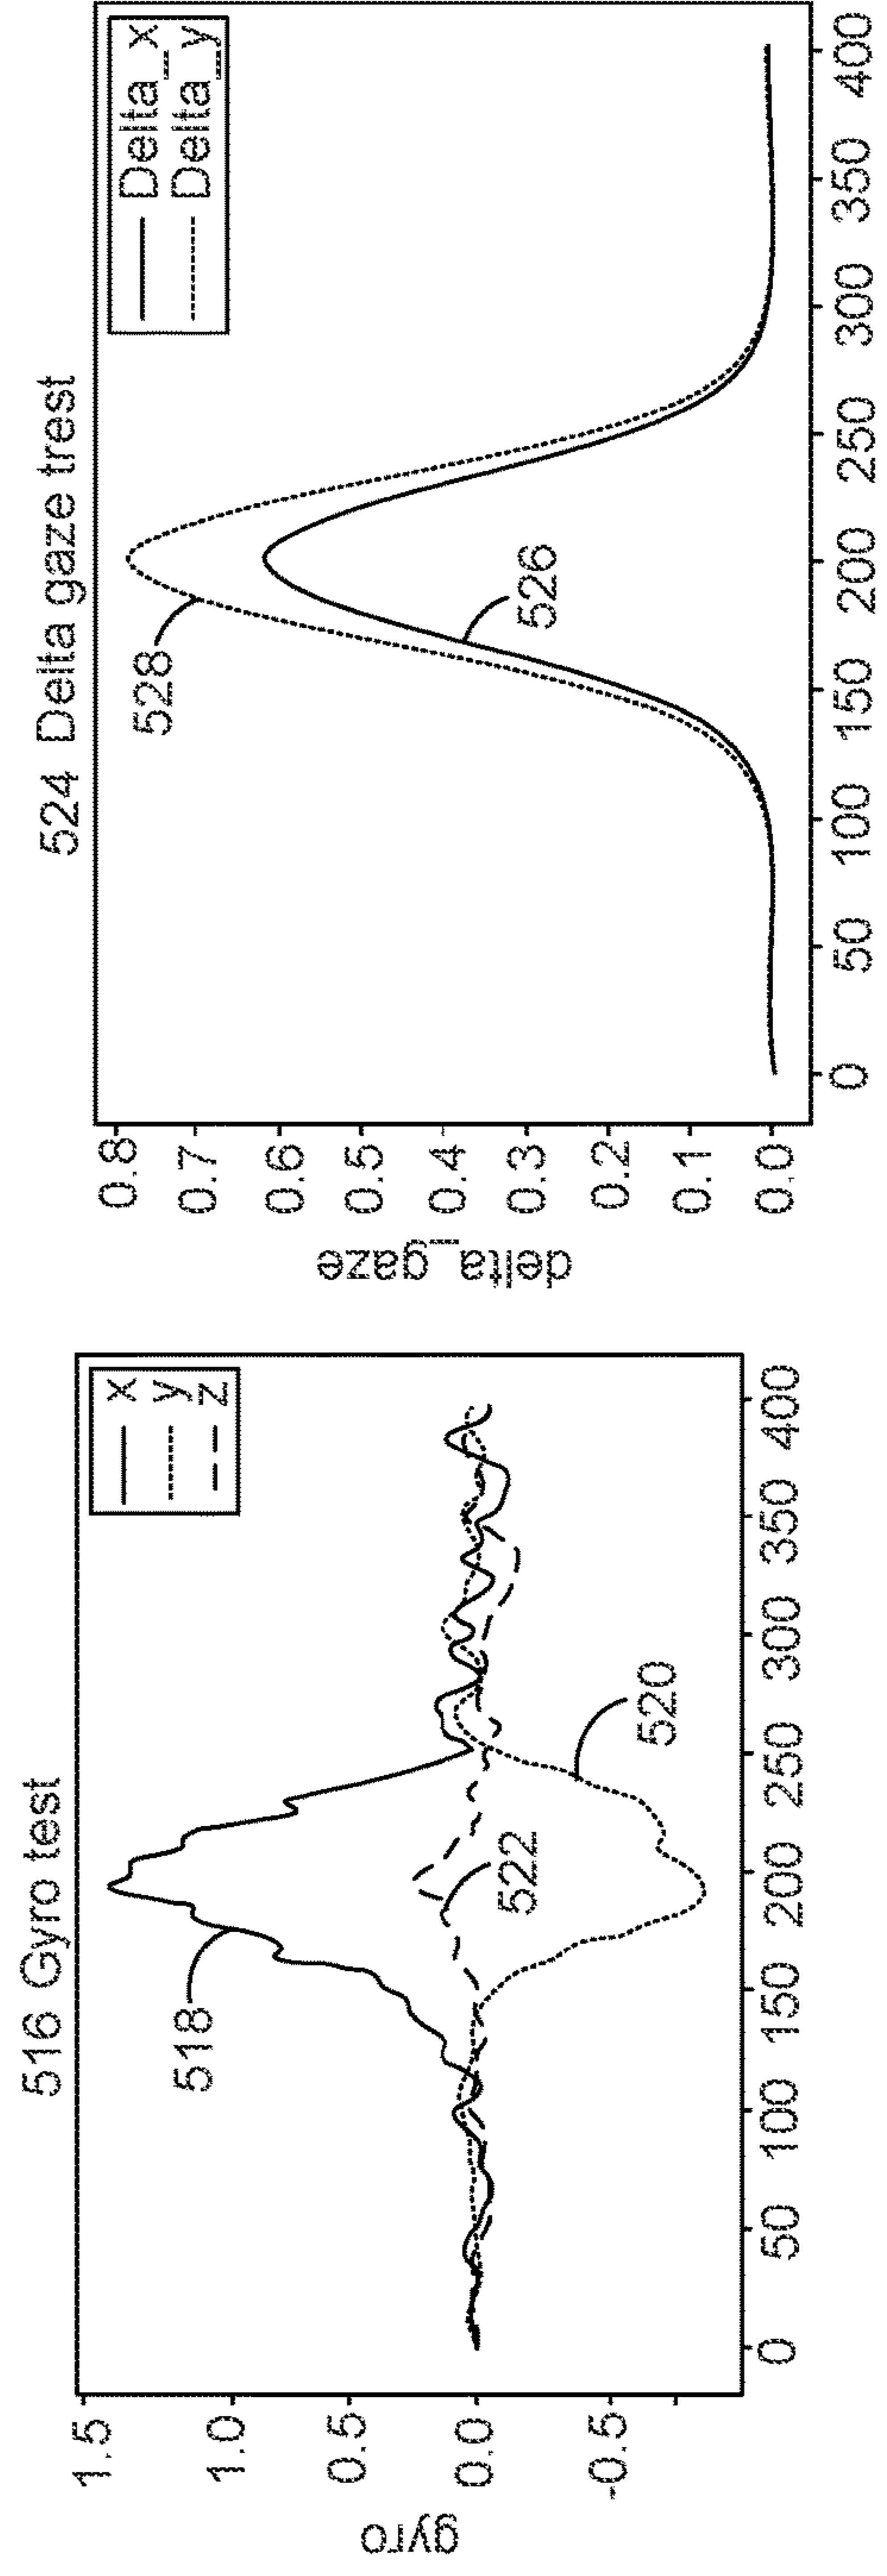 516 Gyro test
gyro
1.5
1.0
0.5
0.0
-0.5
x
y
z
518
522
520
0 50 100 150 200 250 300 350 400
524 Delta gaze trest
delta_gaze
0.8
0.7
0.6
0.5
0.4
0.3
0.2
0.1
0.0
Delta_x
Delta_y
528
526
0 50 100 150 200 250 300 350 400